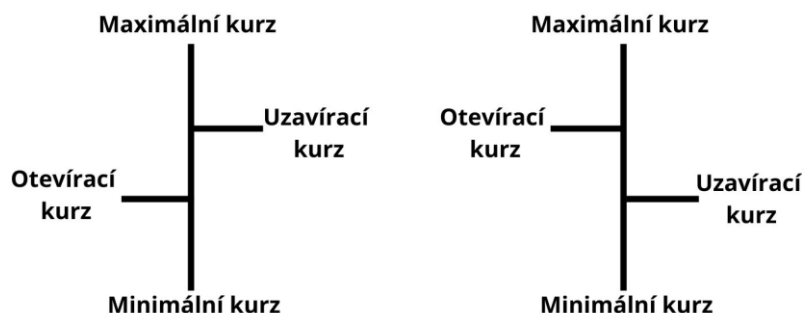 Maximální kurz
Uzavírací
kurz
Otevírací
kurz
Minimální kurz
Maximální kurz
Otevírací
kurz
Uzavírací
kurz
Minimální kurz